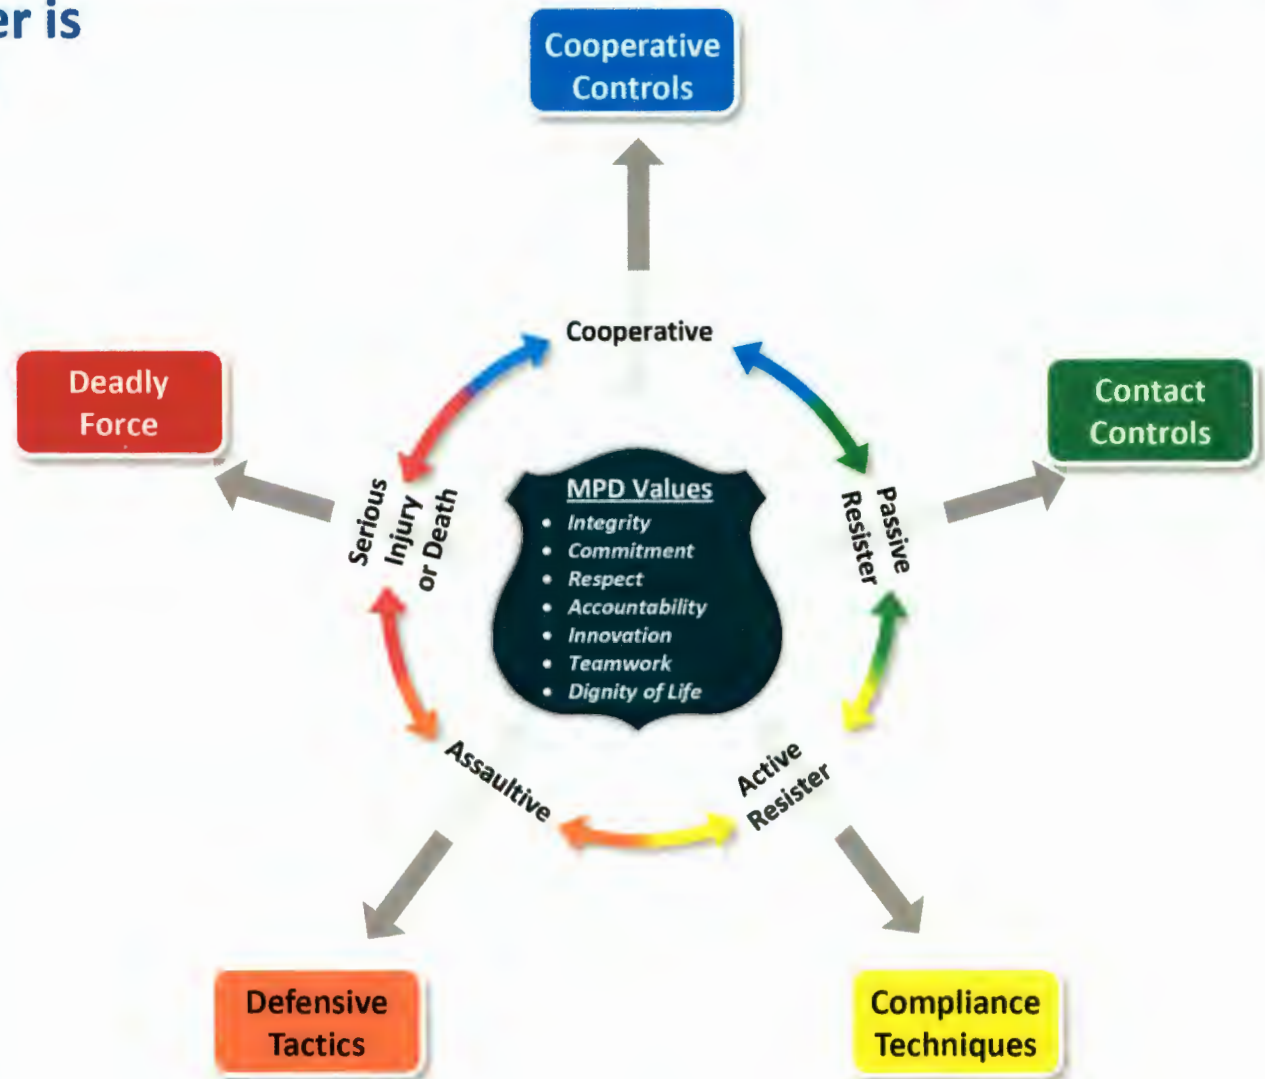 er is
Cooperative
Controls
Cooperative
Deadly
Force
Contact
Controls
Serious
Injury
or Death
MPD Values
• Integrity
• Commitment
• Respect
• Accountability
• Innovation
• Teamwork
• Dignity of Life
Passive
Resister
Assaultive
Active
Resister
Defensive
Tactics
Compliance
Techniques